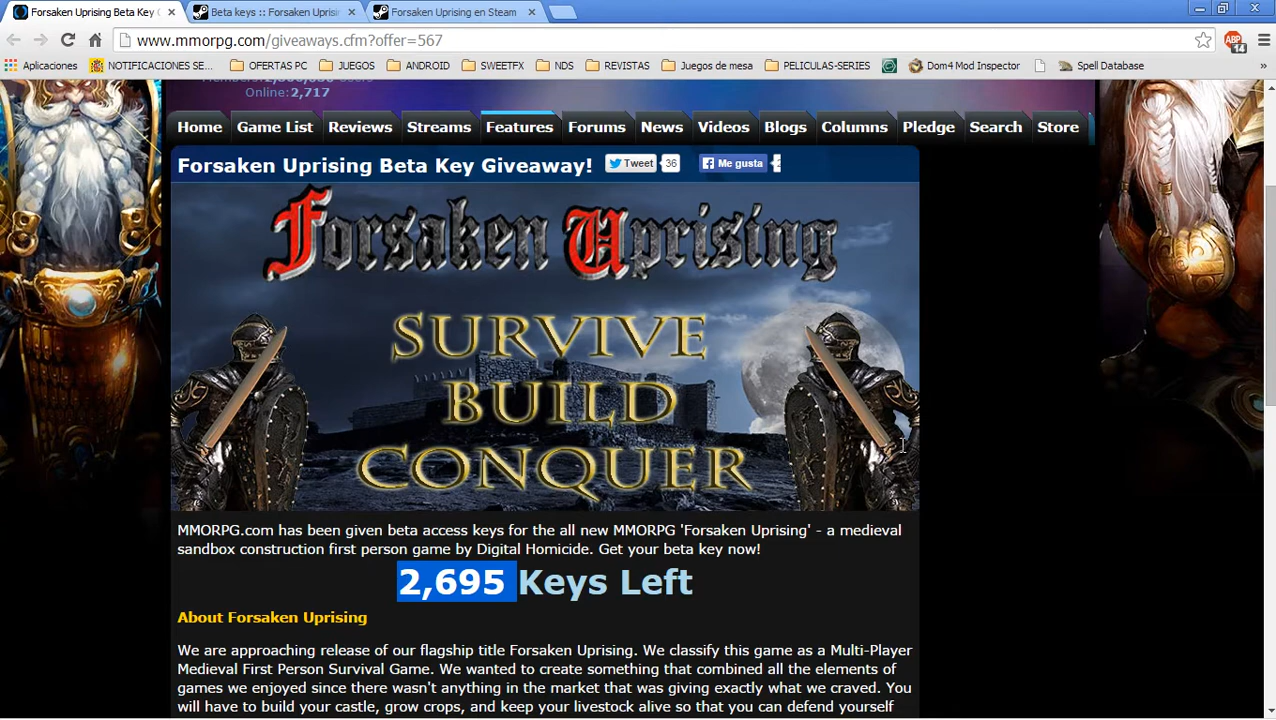 Forsaken Uprising Beta Key G
Beta keys :: Forsaken Uprisin
Forsaken Uprising en Steam
www.mmorpg.com/giveaways.cfm?offer=567
ABP
14
Aplicaciones
NOTIFICACIONES SE...
OFERTAS PC
JUEGOS
ANDROID
SWEETFX
NDS
REVISTAS
Juegos de mesa
PELICULAS-SERIES
Dom4 Mod Inspector
Spell Database
»
Online: 2,717
Home
Game List
Reviews
Streams
Features
Forums
News
Videos
Blogs
Columns
Pledge
Search
Store
Forsaken Uprising Beta Key Giveaway!
Tweet
36
Me gusta
Forsaken Uprising
SURVIVE
BUILD
CONQUER
MMORPG.com has been given beta access keys for the all new MMORPG 'Forsaken Uprising' - a medieval
sandbox construction first person game by Digital Homicide. Get your beta key now!
2,695 Keys Left
About Forsaken Uprising
We are approaching release of our flagship title Forsaken Uprising. We classify this game as a Multi-Player
Medieval First Person Survival Game. We wanted to create something that combined all the elements of
games we enjoyed since there wasn't anything in the market that was giving exactly what we craved. You
will have to build your castle, grow crops, and keep your livestock alive so that you can defend yourself